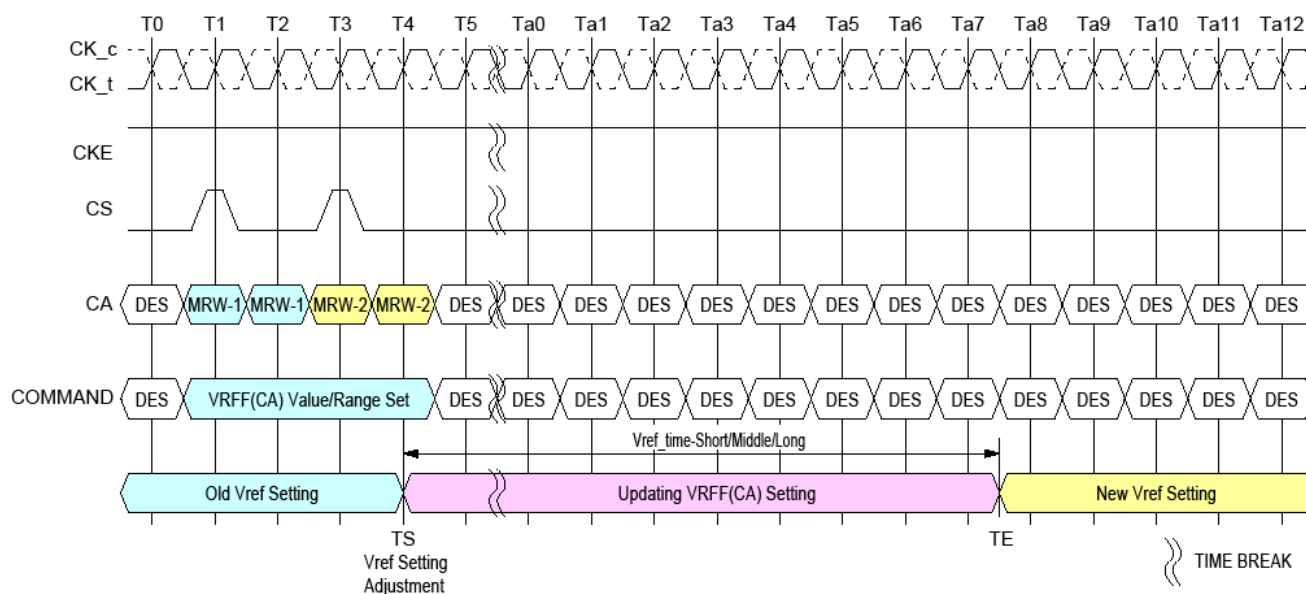 T0 T1 T2 T3 T4 T5 Ta0 Ta1 Ta2 Ta3 Ta4 Ta5 Ta6 Ta7 Ta8 Ta9 Ta10 Ta11 Ta12
CK_c
CK_t
CKE
CS
CA DES MRW-1 MRW-1 MRW-2 MRW-2 DES DES DES DES DES DES DES DES DES DES DES DES DES DES
COMMAND DES VRFF(CA) Value/Range Set DES DES DES DES DES DES DES DES DES DES DES DES DES DES
Vref_time-Short/Middle/Long
Old Vref Setting Updating VRFF(CA) Setting New Vref Setting
TS TE
Vref Setting
Adjustment
TIME BREAK